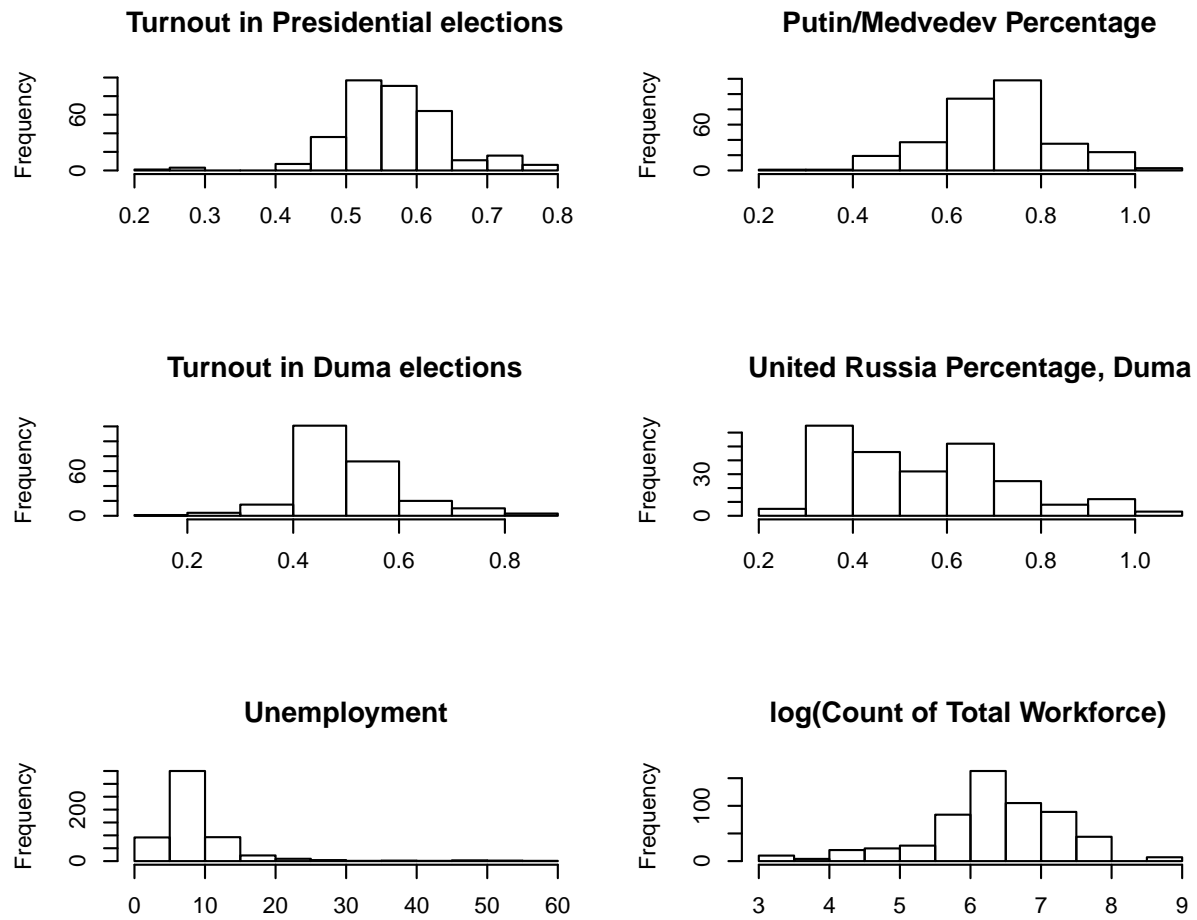 Turnout in Presidential elections
Frequency
0 60
0.2 0.3 0.4 0.5 0.6 0.7 0.8
Putin/Medvedev Percentage
Frequency
0 60
0.2 0.4 0.6 0.8 1.0
Turnout in Duma elections
Frequency
0 60
0.2 0.4 0.6 0.8
United Russia Percentage, Duma
Frequency
0 30
0.2 0.4 0.6 0.8 1.0
Unemployment
Frequency
0 200
0 10 20 30 40 50 60
log(Count of Total Workforce)
Frequency
0 100
3 4 5 6 7 8 9